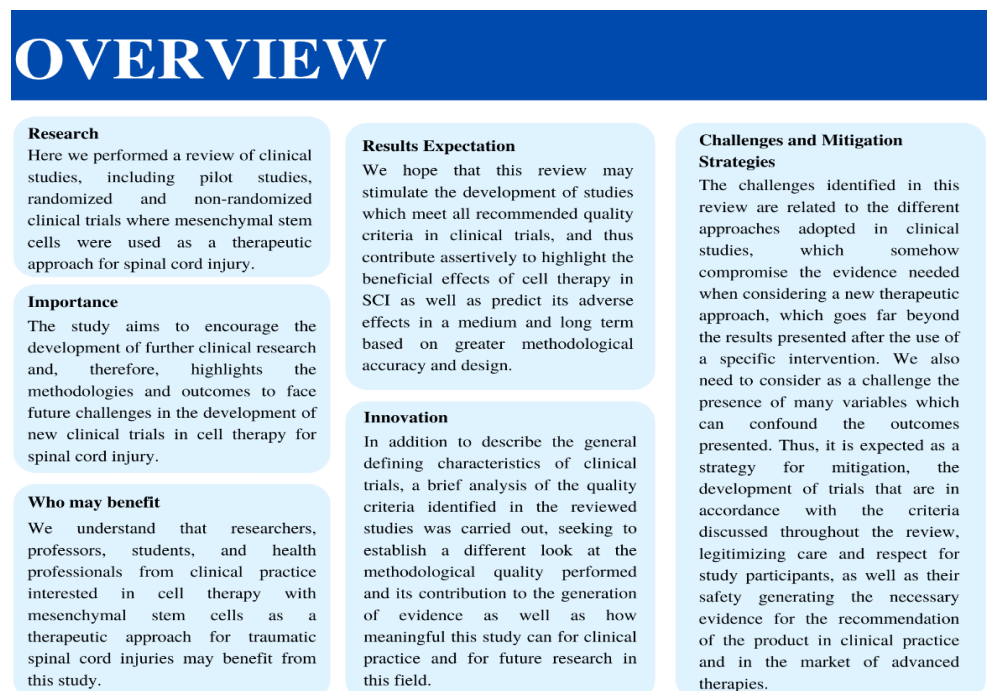 OVERVIEW
Research
Here we performed a review of clinical
studies, including pilot studies,
randomized and non-randomized
clinical trials where mesenchymal stem
cells were used as a therapeutic
approach for spinal cord injury.
Importance
The study aims to encourage the
development of further clinical research
and, therefore, highlights the
methodologies and outcomes to face
future challenges in the development of
new clinical trials in cell therapy for
spinal cord injury.
Who may benefit
We understand that researchers,
professors, students, and health
professionals from clinical practice
interested in cell therapy with
mesenchymal stem cells as a
therapeutic approach for traumatic
spinal cord injuries may benefit from
this study.
Results Expectation
We hope that this review may
stimulate the development of studies
which meet all recommended quality
criteria in clinical trials, and thus
contribute assertively to highlight the
beneficial effects of cell therapy in
SCI as well as predict its adverse
effects in a medium and long term
based on greater methodological
accuracy and design.
Innovation
In addition to describe the general
defining characteristics of clinical
trials, a brief analysis of the quality
criteria identified in the reviewed
studies was carried out, seeking to
establish a different look at the
methodological quality performed
and its contribution to the generation
of evidence as well as how
meaningful this study can for clinical
practice and for future research in
this field.
Challenges and Mitigation
Strategies
The challenges identified in this
review are related to the different
approaches adopted in clinical
studies, which somehow
compromise the evidence needed
when considering a new therapeutic
approach, which goes far beyond
the results presented after the use of
a specific intervention. We also
need to consider as a challenge the
presence of many variables which
can confound the outcomes
presented. Thus, it is expected as a
strategy for mitigation, the
development of trials that are in
accordance with the criteria
discussed throughout the review,
legitimizing care and respect for
study participants, as well as their
safety generating the necessary
evidence for the recommendation
of the product in clinical practice
and in the market of advanced
therapies.